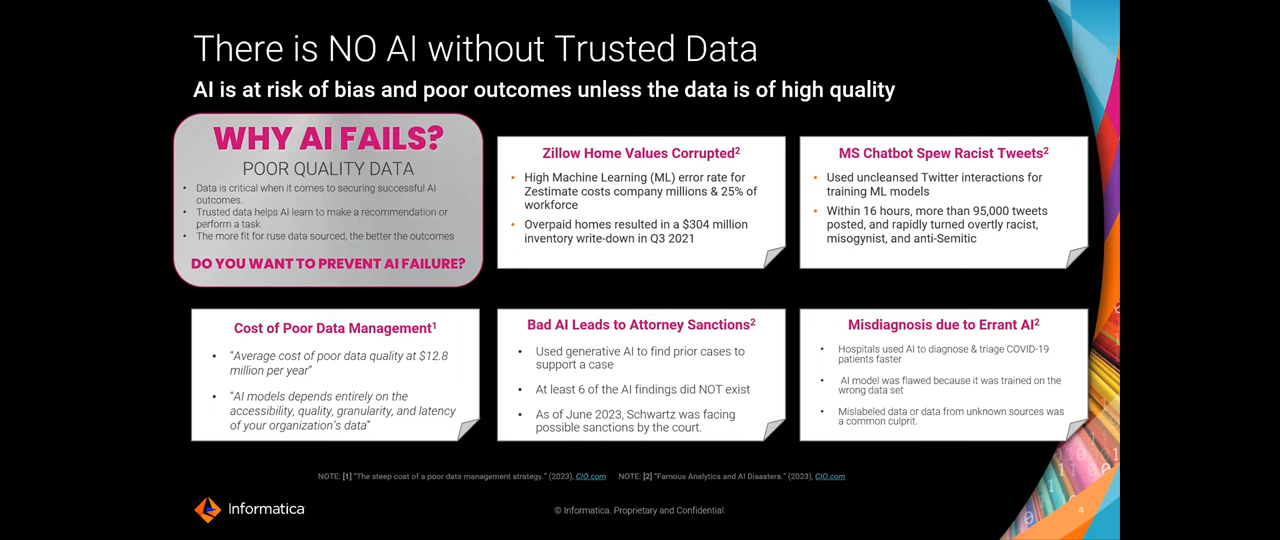 There is NO AI without Trusted Data
AI is at risk of bias and poor outcomes unless the data is of high quality
WHY AI FAILS?
POOR QUALITY DATA
• Data is critical when it comes to securing successful AI
outcomes.
• Trusted data helps AI learn to make a recommendation or
perform a task.
• The more fit for ruse data sourced, the better the outcomes
DO YOU WANT TO PREVENT AI FAILURE?
Zillow Home Values Corrupted2
• High Machine Learning (ML) error rate for
Zestimate costs company millions & 25% of
workforce
• Overpaid homes resulted in a $304 million
inventory write-down in Q3 2021
MS Chatbot Spew Racist Tweets2
• Used uncleansed Twitter interactions for
training ML models
• Within 16 hours, more than 95,000 tweets
posted, and rapidly turned overtly racist,
misogynist, and anti-Semitic
Cost of Poor Data Management1
• "Average cost of poor data quality at $12.8
million per year"
• "AI models depends entirely on the
accessibility, quality, granularity, and latency
of your organization's data"
Bad AI Leads to Attorney Sanctions2
• Used generative AI to find prior cases to
support a case
• At least 6 of the AI findings did NOT exist
• As of June 2023, Schwartz was facing
possible sanctions by the court.
Misdiagnosis due to Errant AI2
• Hospitals used AI to diagnose & triage COVID-19
patients faster
• AI model was flawed because it was trained on the
wrong data set
• Mislabeled data or data from unknown sources was
a common culprit.
NOTE: [1] "The steep cost of a poor data management strategy." (2023), CIO.com NOTE: [2] "Famous Analytics and AI Disasters." (2023), CIO.com
Informatica
© Informatica. Proprietary and Confidential.
4